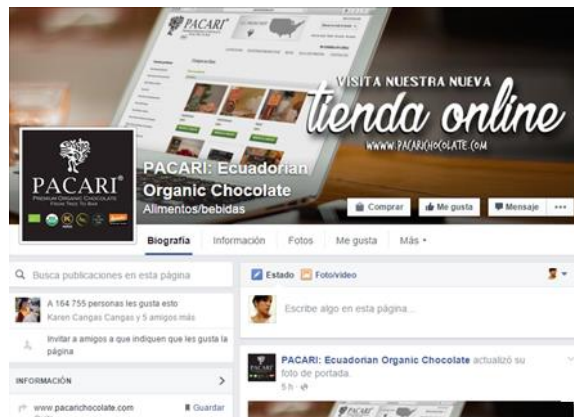 PACARI
VISITA NUESTRA NUEVA
tienda online
WWWW.PACARICHOCOLATE.COM
PACARI
PREMIUM ORGANIC CHOCOLATE
FROM TREE TO BAR
PACARI: Ecuadorian
Organic Chocolate
Alimentos/bebidas
Comprar
Me gusta
Mensaje
Biografía
Información
Fotos
Me gusta
Más
Busca publicaciones en esta página
A 164 755 personas les gusta esto
Karen Cangas Cangas y 5 amigos más
Invitar a amigos a que indiquen que les gusta la
página
INFORMACIÓN
www.pacarichocolate.com
Guardar
Estado
Foto/video
Escribe algo en esta página...
PACARI: Ecuadorian Organic Chocolate actualizó su
foto de portada.
5 h
PACARI